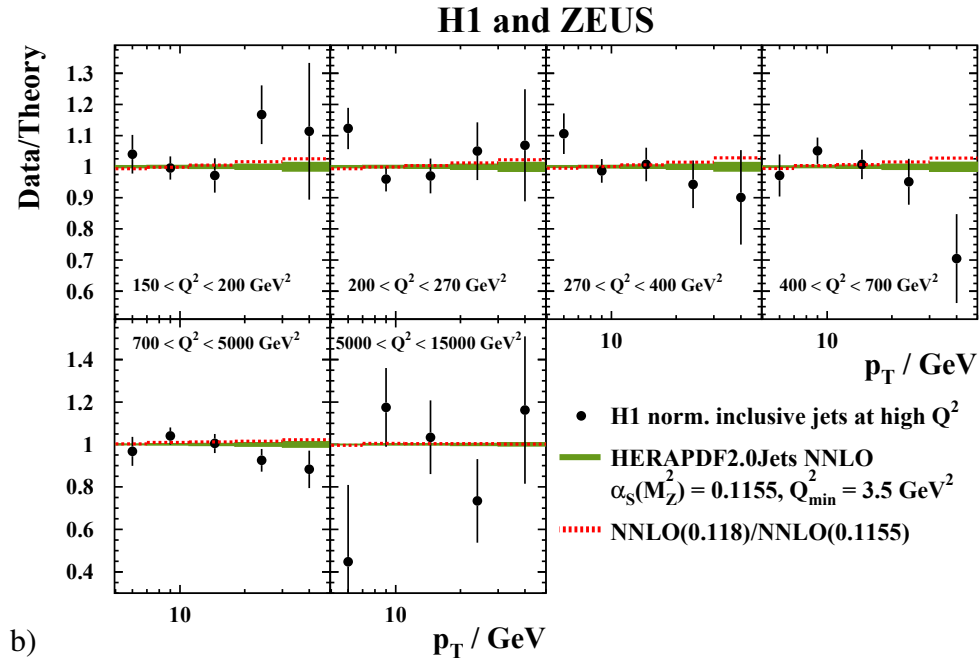 H1 and ZEUS
Data/Theory
1.3
1.2
1.1
1
0.9
0.8
0.7
0.6
150 < Q² < 200 GeV²
200 < Q² < 270 GeV²
270 < Q² < 400 GeV²
400 < Q² < 700 GeV²
10
10
p_T / GeV
700 < Q² < 5000 GeV²
5000 < Q² < 15000 GeV²
1.4
1.2
1
0.8
0.6
0.4
10
10
p_T / GeV
H1 norm. inclusive jets at high Q²
HERAPDF2.0Jets NNLO
α_S(M_Z²) = 0.1155, Q²_min = 3.5 GeV²
NNLO(0.118)/NNLO(0.1155)
b)